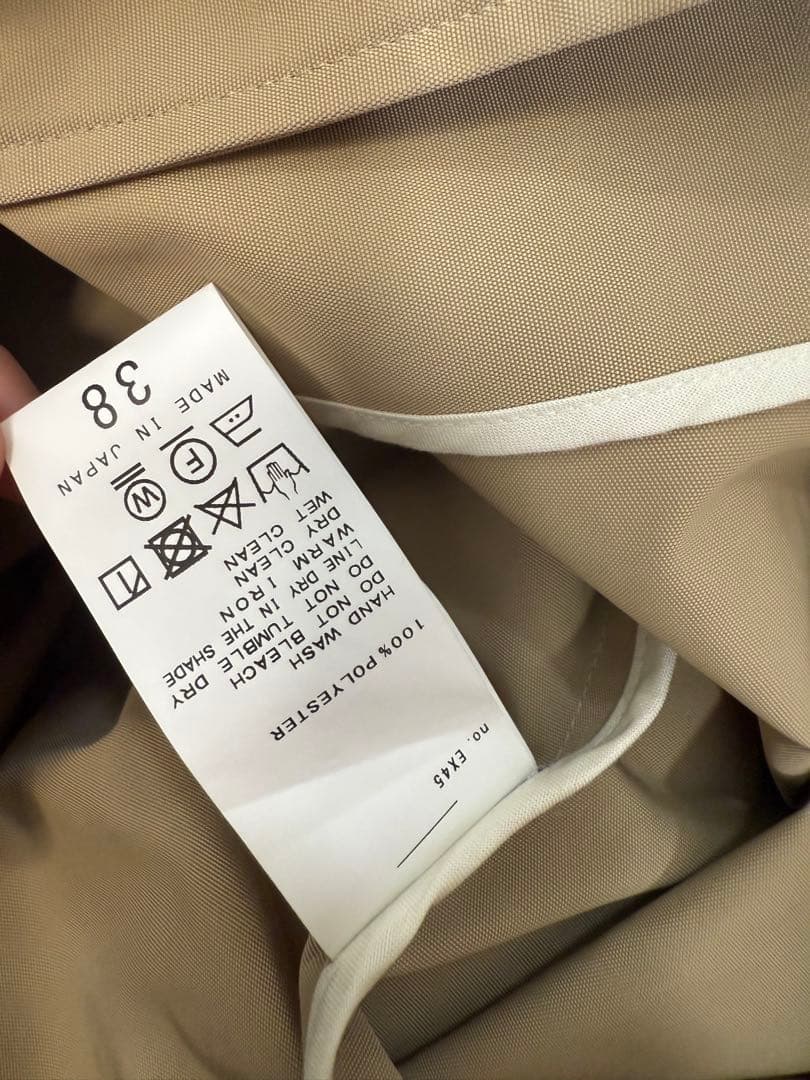 no. EX45
100% POLYESTER
HAND WASH
DO NOT BLEACH
DO NOT TUMBLE DRY
LINE DRY IN THE SHADE
WARM IRON
DRY CLEAN
WET CLEAN
F
W
MADE IN JAPAN
38